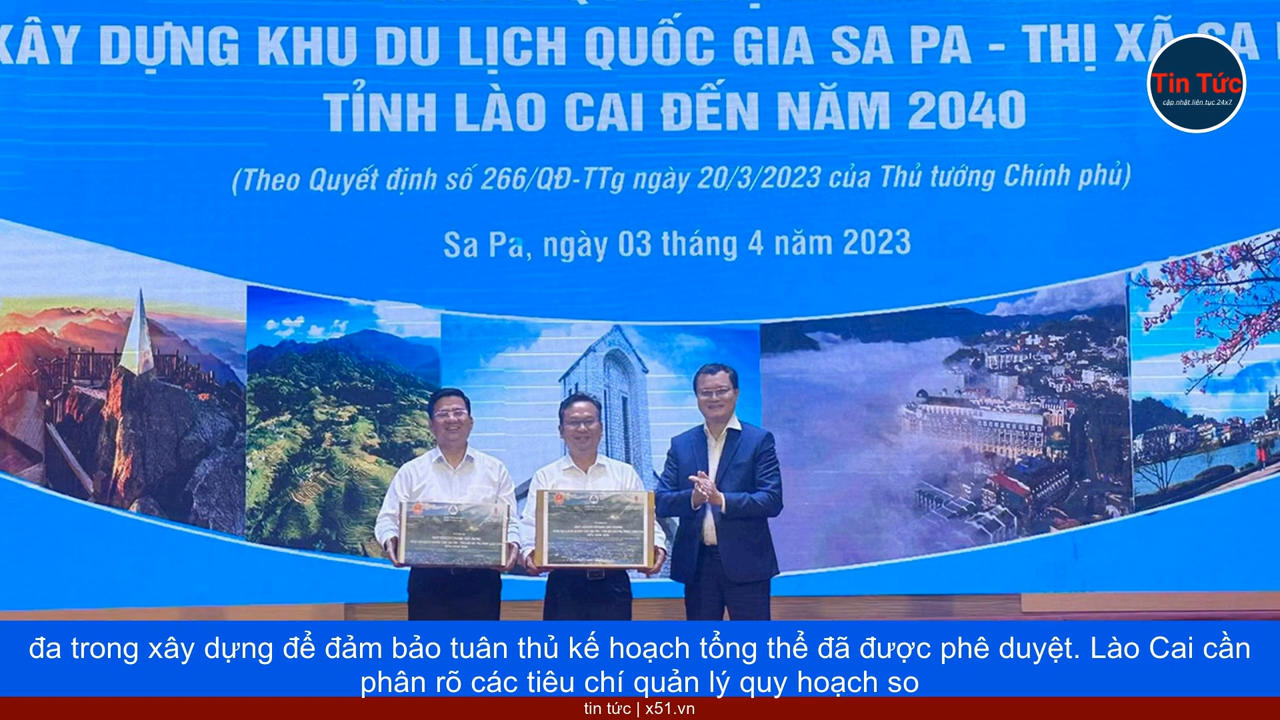 XÂY DỰNG KHU DU LỊCH QUỐC GIA SA PA - THỊ XÃ SA
TỈNH LÀO CAI ĐẾN NĂM 2040
(Theo Quyết định số 266/QĐ-TTg ngày 20/3/2023 của Thủ tướng Chính phủ)
Sa Pa, ngày 03 tháng 4 năm 2023
Tin Tức
cập nhật liên tục 24x7
đa trong xây dựng để đảm bảo tuân thủ kế hoạch tổng thể đã được phê duyệt. Lào Cai cần
phân rõ các tiêu chí quản lý quy hoạch so
tin tức | x51.vn